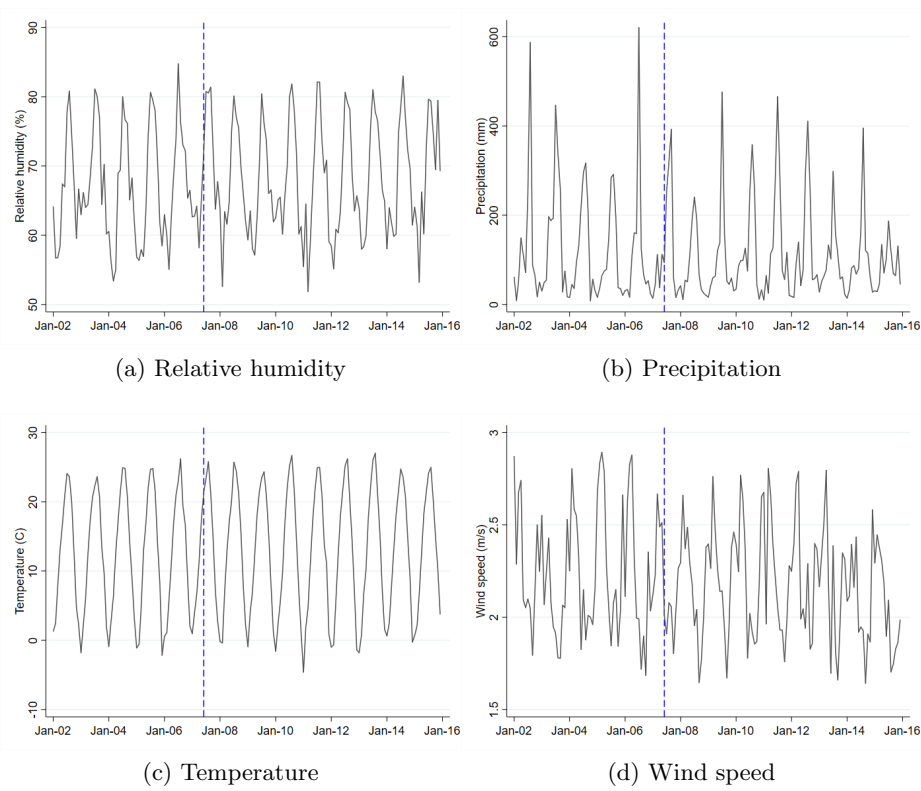 Relative humidity (%)
90
80
70
60
50
Jan-02 Jan-04 Jan-06 Jan-08 Jan-10 Jan-12 Jan-14 Jan-16
(a) Relative humidity
Precipitation (mm)
600
400
200
0
Jan-02 Jan-04 Jan-06 Jan-08 Jan-10 Jan-12 Jan-14 Jan-16
(b) Precipitation
Temperature (C)
30
20
10
0
-10
Jan-02 Jan-04 Jan-06 Jan-08 Jan-10 Jan-12 Jan-14 Jan-16
(c) Temperature
Wind speed (m/s)
3
2.5
2
1.5
Jan-02 Jan-04 Jan-06 Jan-08 Jan-10 Jan-12 Jan-14 Jan-16
(d) Wind speed